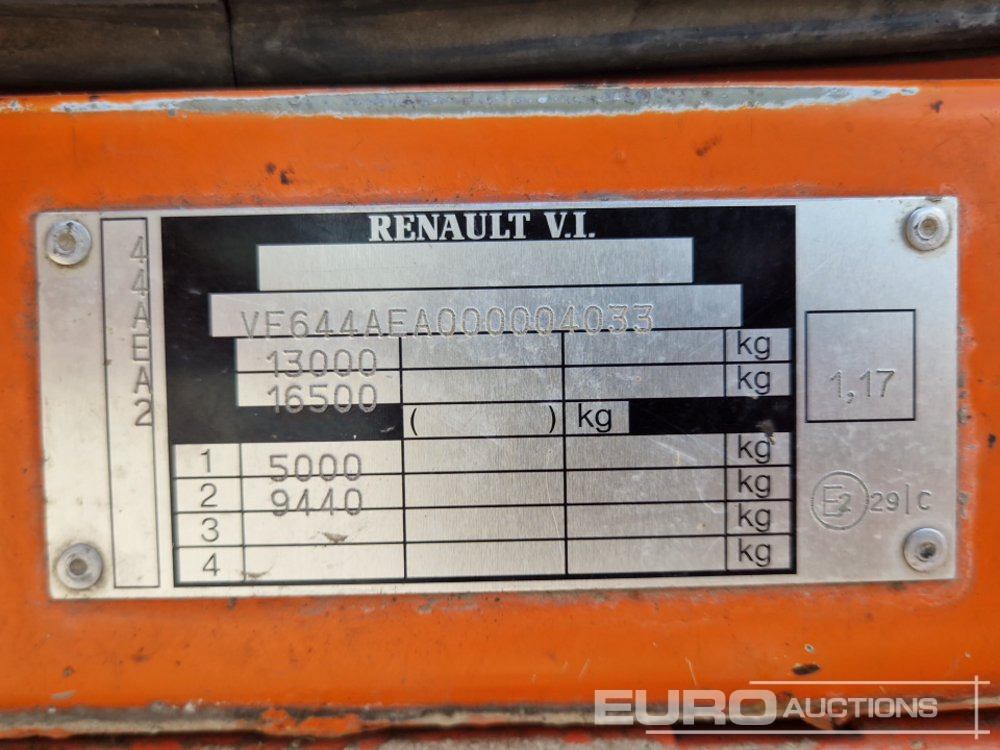 44AEA2
RENAULT V.I.
VF644AEA000004033
13000 kg
16500 kg
( ) kg
1 5000 kg
2 9440 kg
3 kg
4 kg
1,17
E2 29|C
EURO AUCTIONS